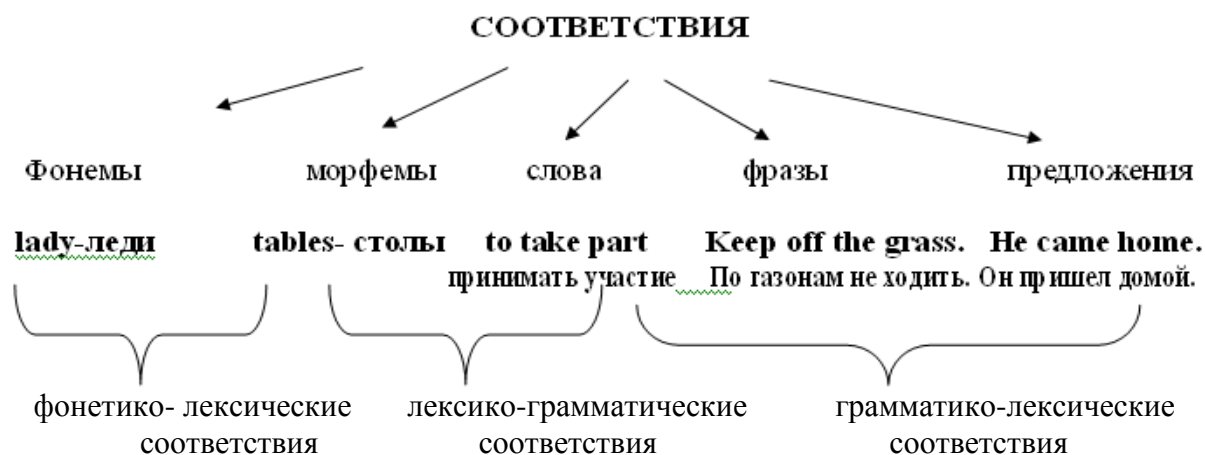 СООТВЕТСТВИЯ
Фонемы морфемы слова фразы предложения
lady-леди tables- столы to take part Keep off the grass. He came home.
принимать участие По газонам не ходить. Он пришел домой.
фонетико- лексические лексико-грамматические грамматико-лексические
соответствия соответствия соответствия